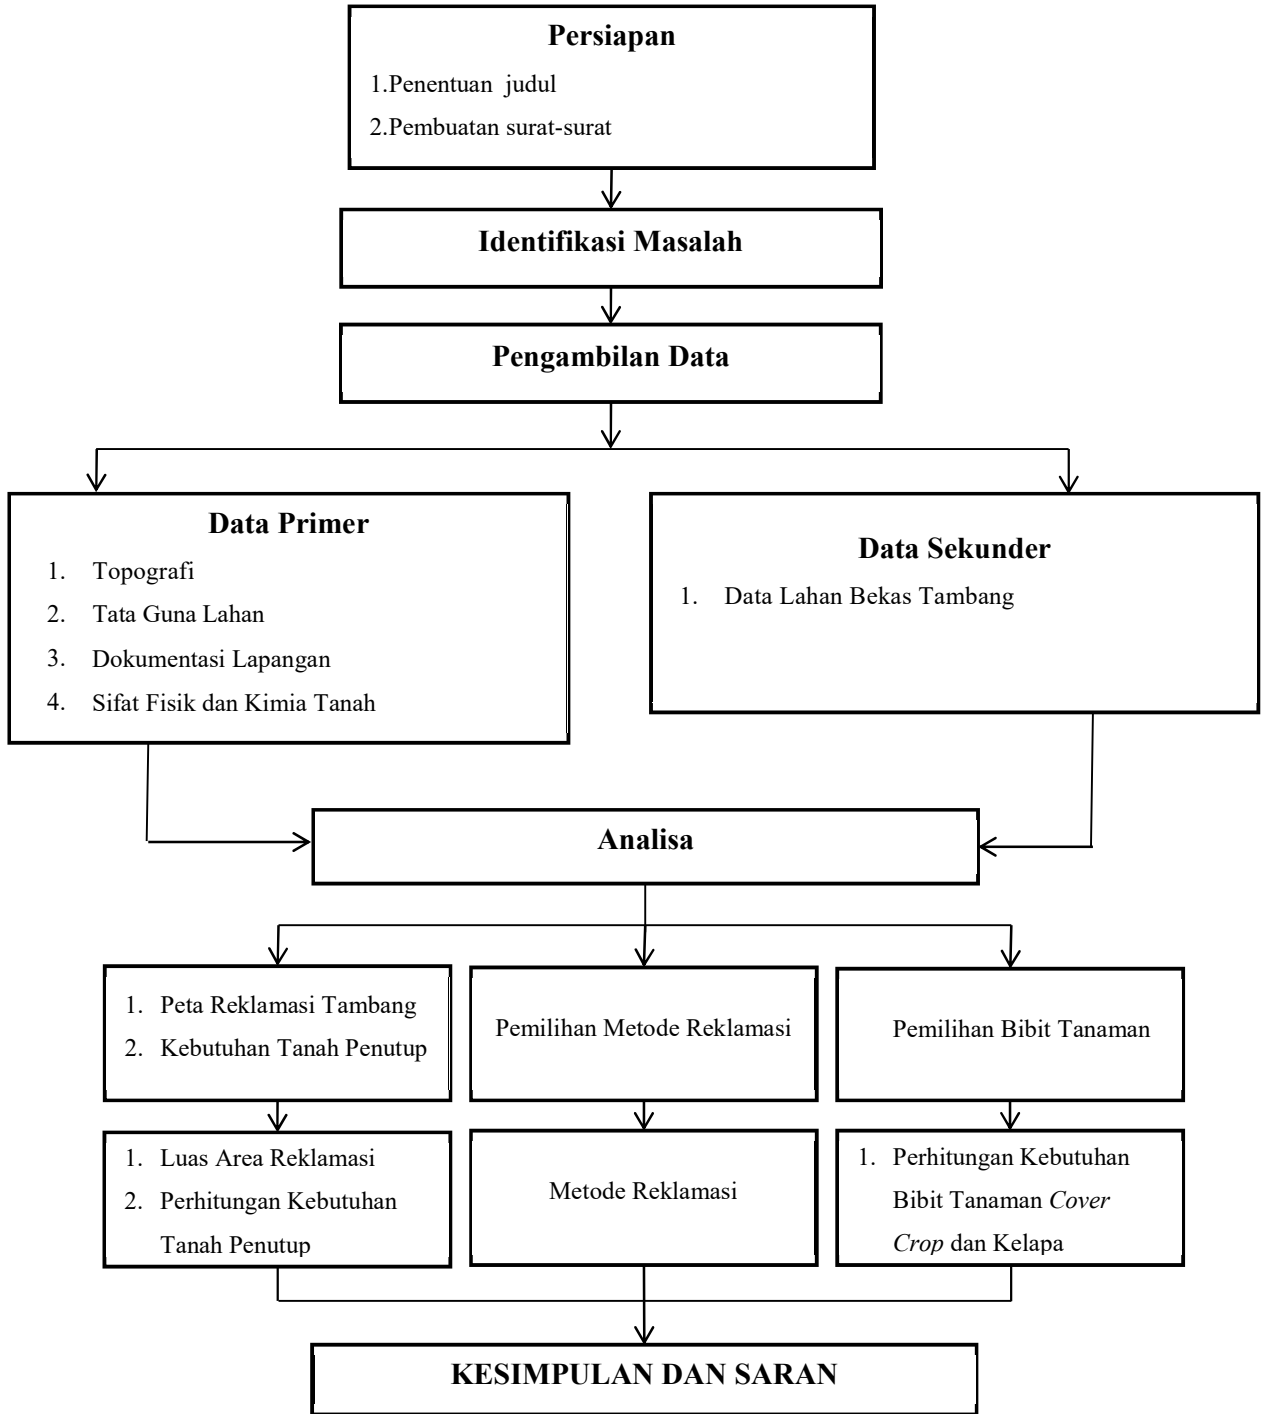 Persiapan
1.Penentuan judul
2.Pembuatan surat-surat
Identifikasi Masalah
Pengambilan Data
Data Primer
1. Topografi
2. Tata Guna Lahan
3. Dokumentasi Lapangan
4. Sifat Fisik dan Kimia Tanah
Data Sekunder
1. Data Lahan Bekas Tambang
Analisa
1. Peta Reklamasi Tambang
2. Kebutuhan Tanah Penutup
Pemilihan Metode Reklamasi
Pemilihan Bibit Tanaman
1. Luas Area Reklamasi
2. Perhitungan Kebutuhan
Tanah Penutup
Metode Reklamasi
1. Perhitungan Kebutuhan
Bibit Tanaman Cover
Crop dan Kelapa
KESIMPULAN DAN SARAN